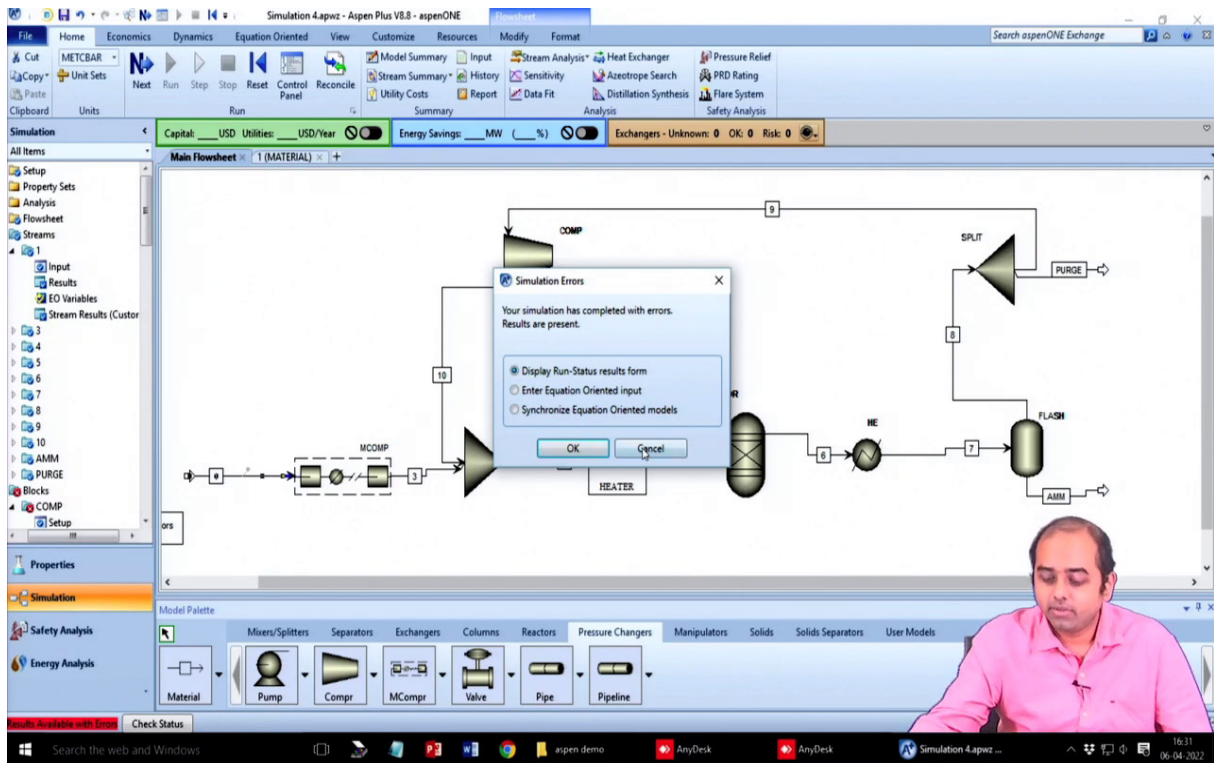 Simulation 4.apwz - Aspen Plus V8.8 - aspenONE
Flowsheet
File Home Economics Dynamics Equation Oriented View Customize Resources Modify Format
Search aspenONE Exchange
Cut METCBAR
Copy Unit Sets
Paste
Next Run Step Stop Reset Control Panel Reconcile
Model Summary Input
Stream Summary History
Utility Costs Report
Stream Analysis Heat Exchanger
Sensitivity Azeotrope Search
Data Fit Distillation Synthesis
Pressure Relief
PRD Rating
Flare System
Clipboard Units Run Summary Analysis Safety Analysis
Simulation
Capital: ____USD Utilities: ____USD/Year
Energy Savings: ____MW (____%)
Exchangers - Unknown: 0 OK: 0 Risk: 0
All Items
Main Flowsheet 1 (MATERIAL) +
Setup
Property Sets
Analysis
Flowsheet
Streams
1
Input
Results
EO Variables
Stream Results (Custor
3
4
5
6
7
8
9
10
AMM
PURGE
Blocks
COMP
Setup
9
COMP
SPLIT
PURGE
8
10
Simulation Errors
Your simulation has completed with errors.
Results are present.
Display Run-Status results form
Enter Equation Oriented input
Synchronize Equation Oriented models
OK Cancel
MCOMP
3
HEATER
6
HE
7
FLASH
AMM
ors
Properties
Simulation
Safety Analysis
Energy Analysis
Model Palette
Mixers/Splitters Separators Exchangers Columns Reactors Pressure Changers Manipulators Solids Solids Separators User Models
Material Pump Compr MCompr Valve Pipe Pipeline
Results Available with Errors Check Status
Search the web and Windows
aspen demo
AnyDesk
AnyDesk
Simulation 4.apwz ...
16:31
06-04-2022